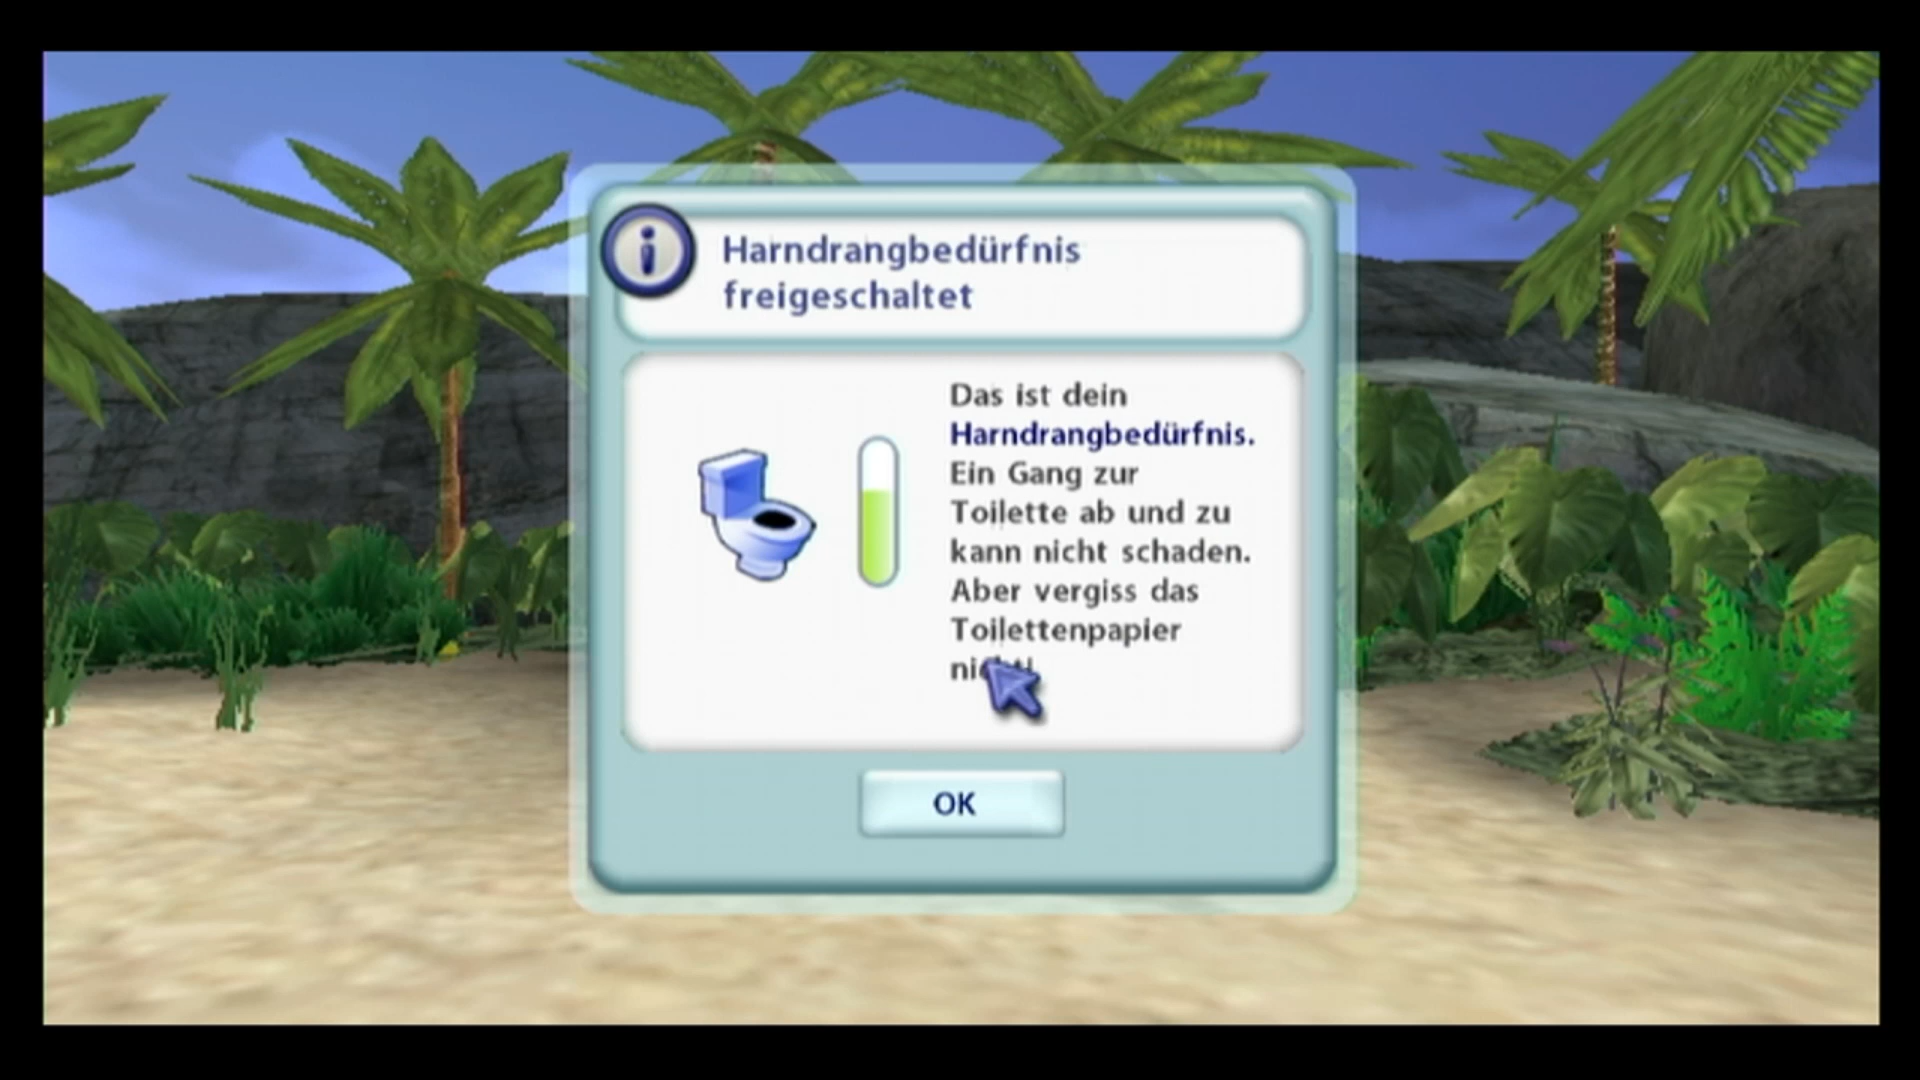 Harndrangbedürfnis
freigeschaltet
Das ist dein
Harndrangbedürfnis.
Ein Gang zur
Toilette ab und zu
kann nicht schaden.
Aber vergiss das
Toilettenpapier
nicht!
OK